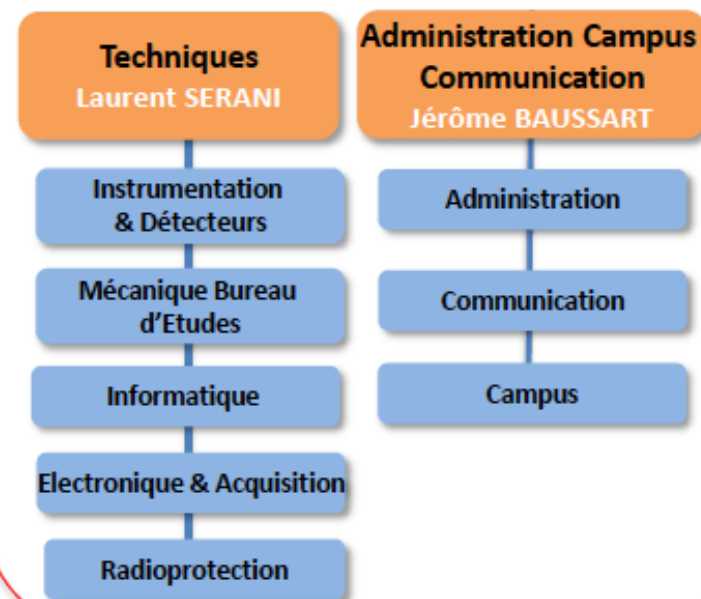 Techniques
Laurent SERANI
Instrumentation
& Détecteurs
Mécanique Bureau
d'Etudes
Informatique
Electronique & Acquisition
Radioprotection
Administration Campus
Communication
Jérôme BAUSSART
Administration
Communication
Campus